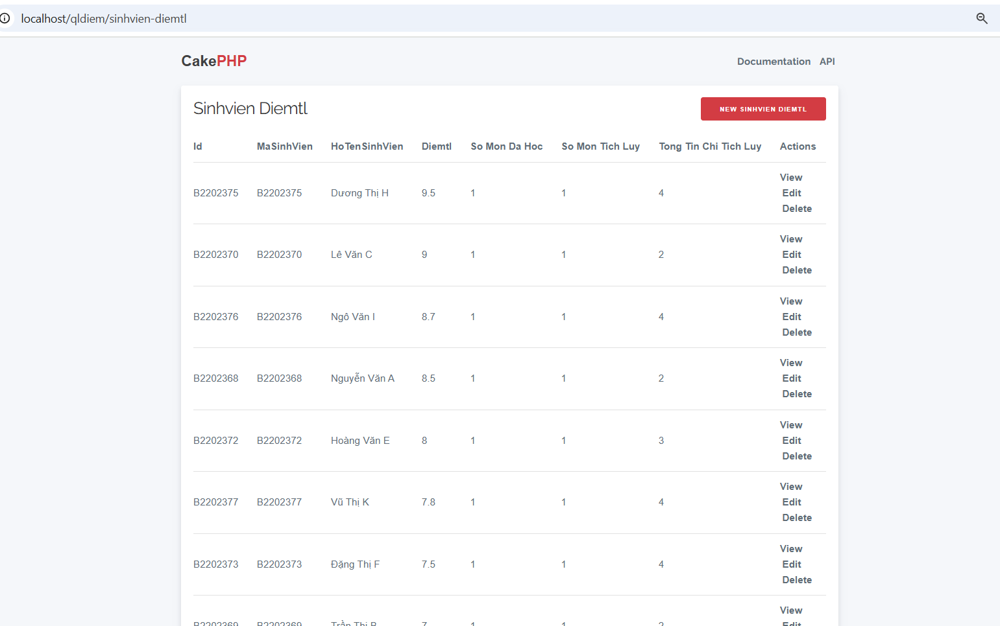 localhost/qldiem/sinhvien-diemtl
CakePHP
Documentation API
Sinhvien Diemtl
NEW SINHVIEN DIEMTL
Id MaSinhVien HoTenSinhVien Diemtl So Mon Da Hoc So Mon Tich Luy Tong Tin Chi Tich Luy Actions
View
B2202375 B2202375 Dương Thị H 9.5 1 1 4 Edit
Delete
View
B2202370 B2202370 Lê Văn C 9 1 1 2 Edit
Delete
View
B2202376 B2202376 Ngô Văn I 8.7 1 1 4 Edit
Delete
View
B2202368 B2202368 Nguyễn Văn A 8.5 1 1 2 Edit
Delete
View
B2202372 B2202372 Hoàng Văn E 8 1 1 3 Edit
Delete
View
B2202377 B2202377 Vũ Thị K 7.8 1 1 4 Edit
Delete
View
B2202373 B2202373 Đặng Thị F 7.5 1 1 4 Edit
Delete
View
B2202369 B2202369 Trần Thị B 7 1 1 2 Edit